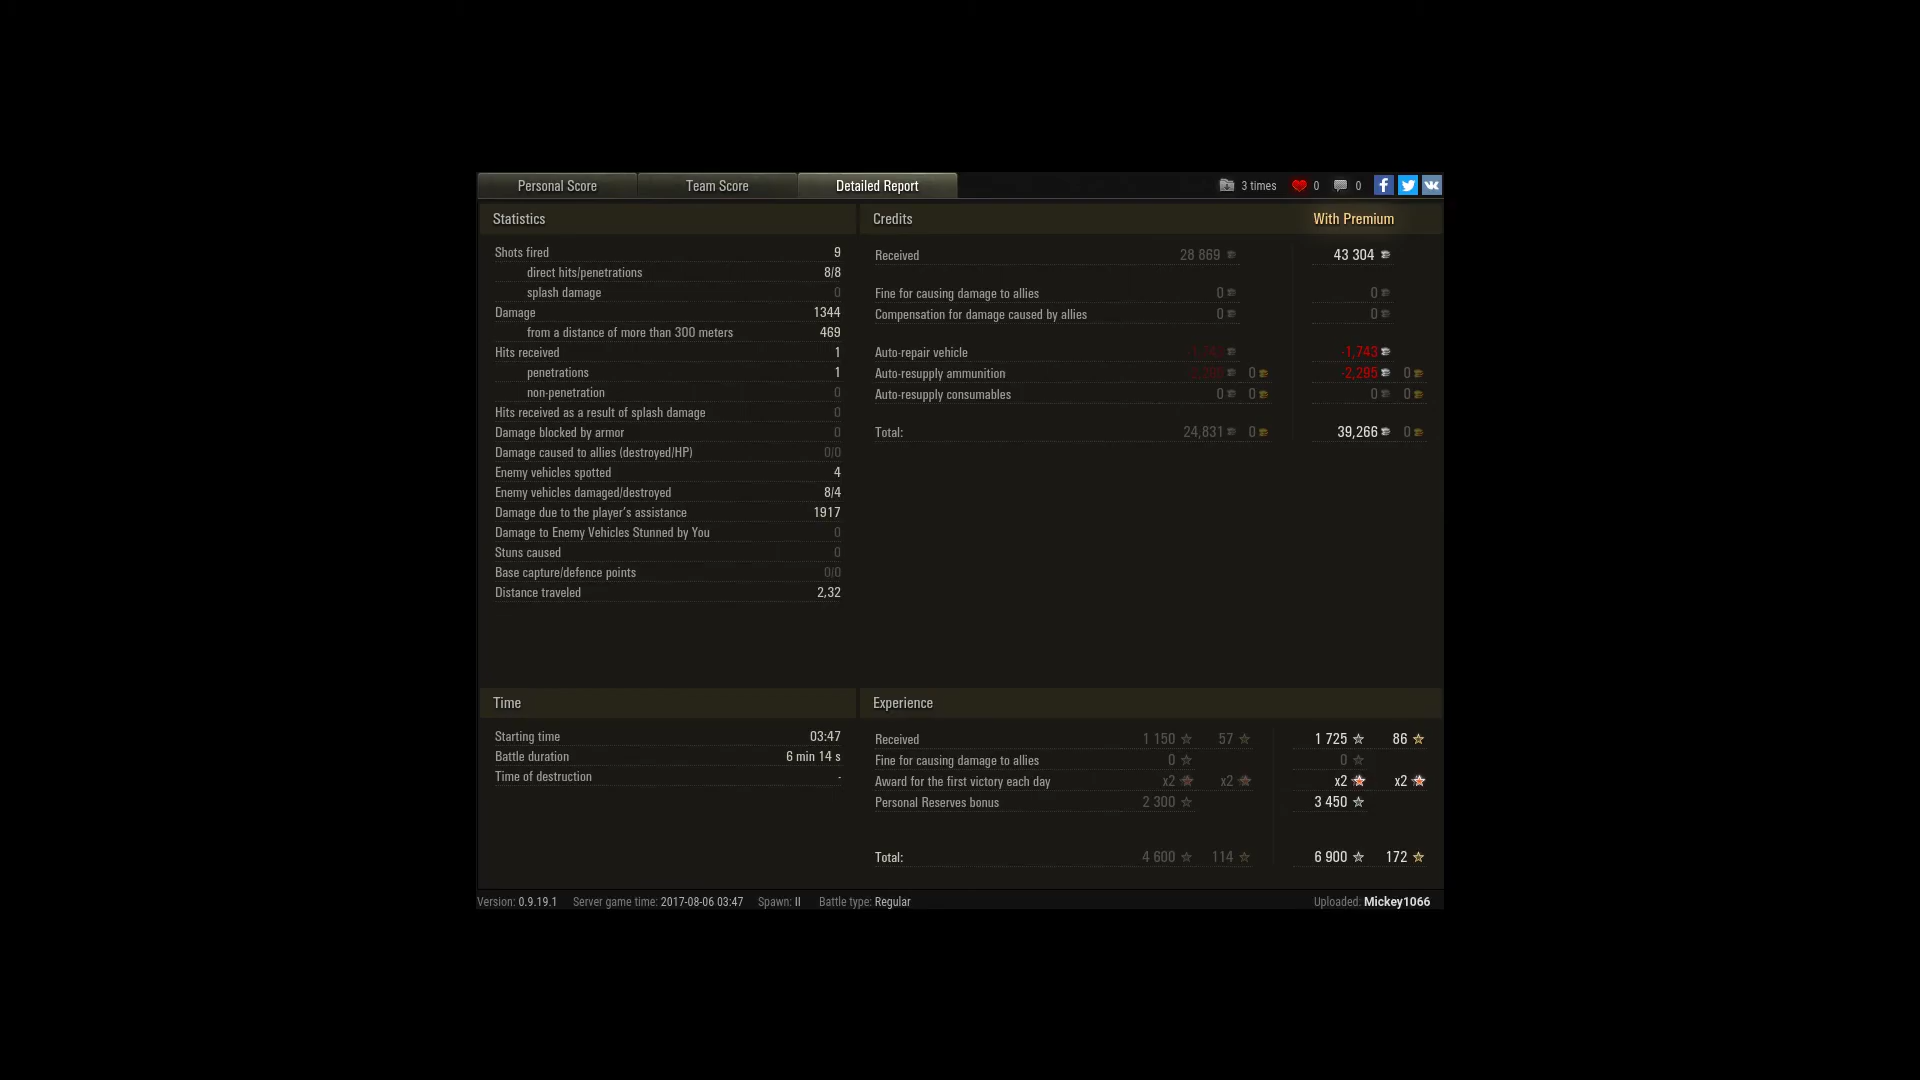 Personal Score Team Score Detailed Report 3 times 0 0
Statistics
Shots fired 9
direct hits/penetrations 8/8
splash damage 0
Damage 1344
from a distance of more than 300 meters 469
Hits received 1
penetrations 1
non-penetration 0
Hits received as a result of splash damage 0
Damage blocked by armor 0
Damage caused to allies (destroyed/HP) 0/0
Enemy vehicles spotted 4
Enemy vehicles damaged/destroyed 8/4
Damage due to the player's assistance 1917
Damage to Enemy Vehicles Stunned by You 0
Stuns caused 0
Base capture/defence points 0/0
Distance traveled 2,32
Credits With Premium
Received 28 869 43 304
Fine for causing damage to allies 0 0
Compensation for damage caused by allies 0 0
Auto-repair vehicle -1,743 -1,743
Auto-resupply ammunition -2,295 0 -2,295 0
Auto-resupply consumables 0 0 0 0
Total: 24,831 0 39,266 0
Time
Starting time 03:47
Battle duration 6 min 14 s
Time of destruction -
Experience
Received 1 150 57 1 725 86
Fine for causing damage to allies 0 0
Award for the first victory each day x2 x2 x2 x2
Personal Reserves bonus 2 300 3 450
Total: 4 600 114 6 900 172
Version: 0.9.19.1 Server game time: 2017-08-06 03:47 Spawn: II Battle type: Regular Uploaded: Mickey1066